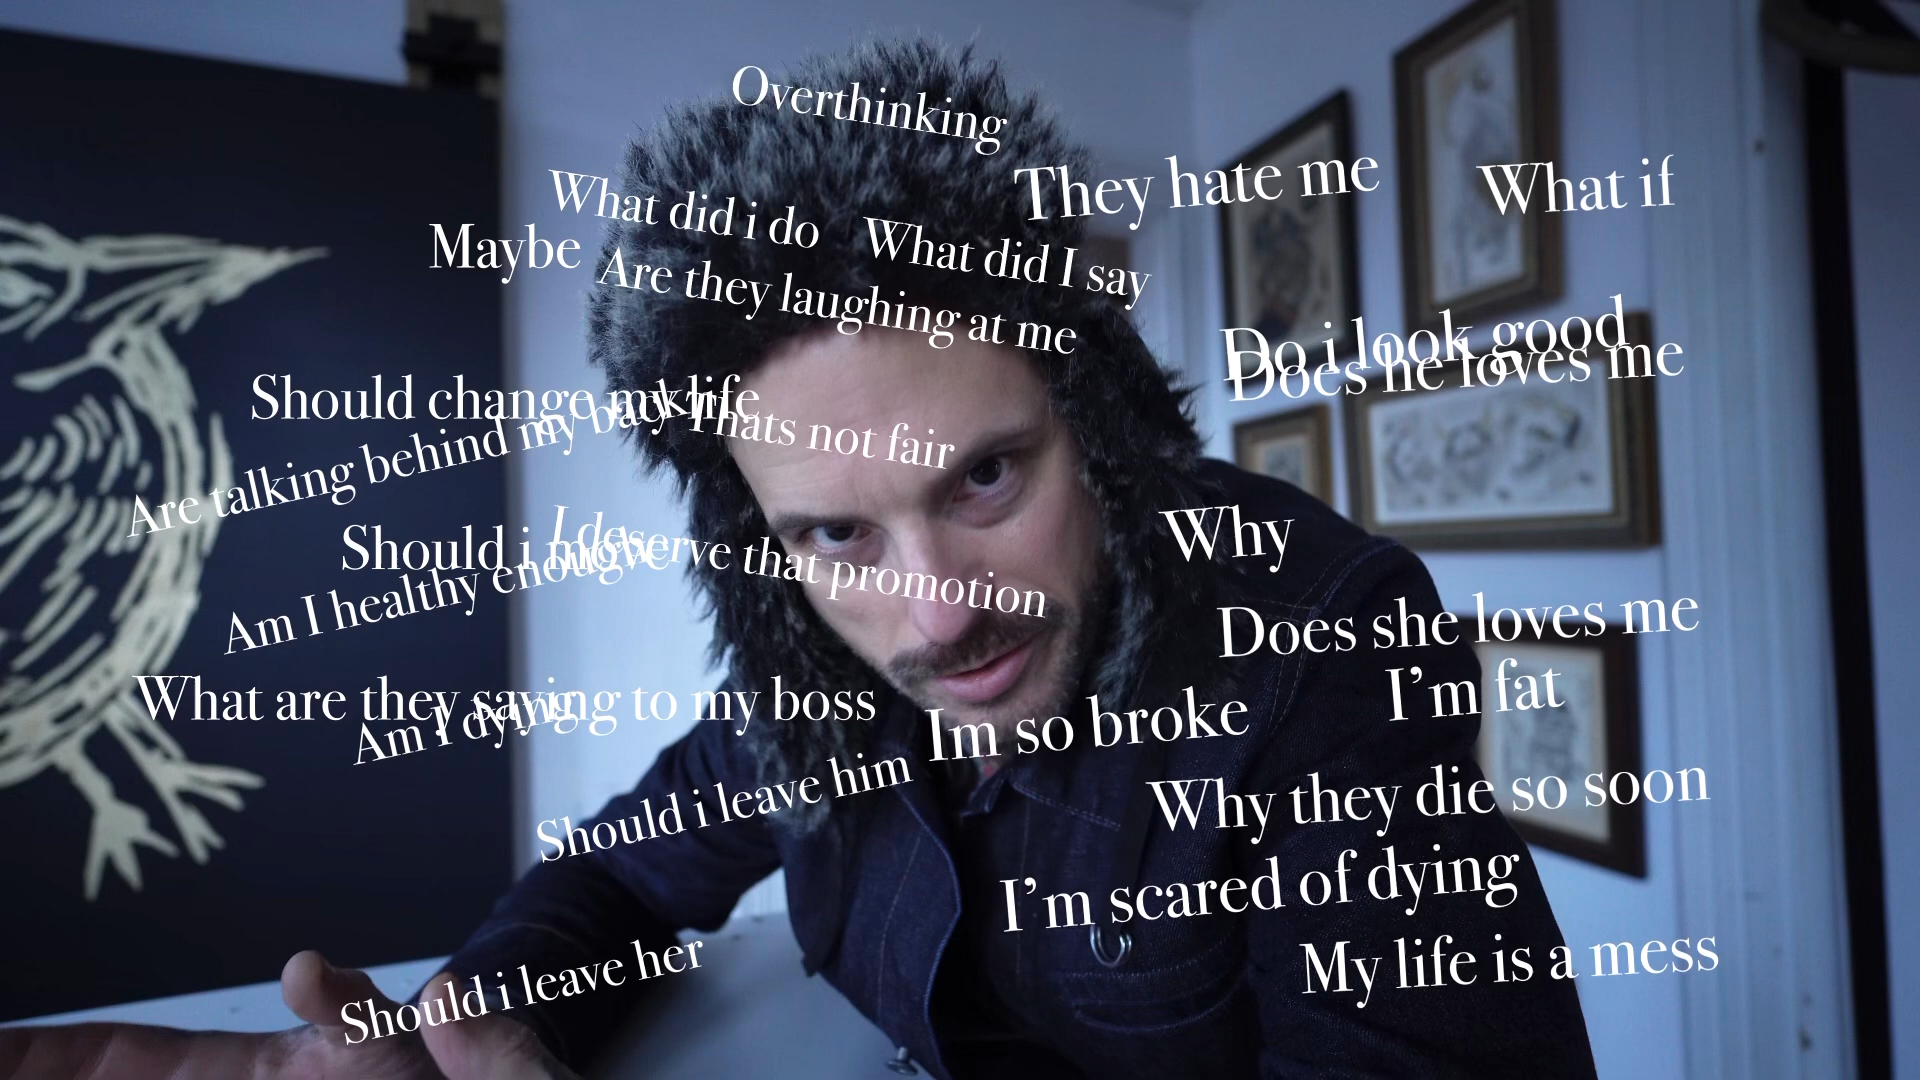 Overthinking
They hate me
What if
What did i do
What did I say
Maybe
Are they laughing at me
Do i look good
Does he loves me
Should change my life
Are talking behind my back
Thats not fair
Should i move
I deserve that promotion
Why
Am I healthy enough
Does she loves me
I’m fat
What are they saying to my boss
Am I dying
Im so broke
Should i leave him
Why they die so soon
I’m scared of dying
My life is a mess
Should i leave her